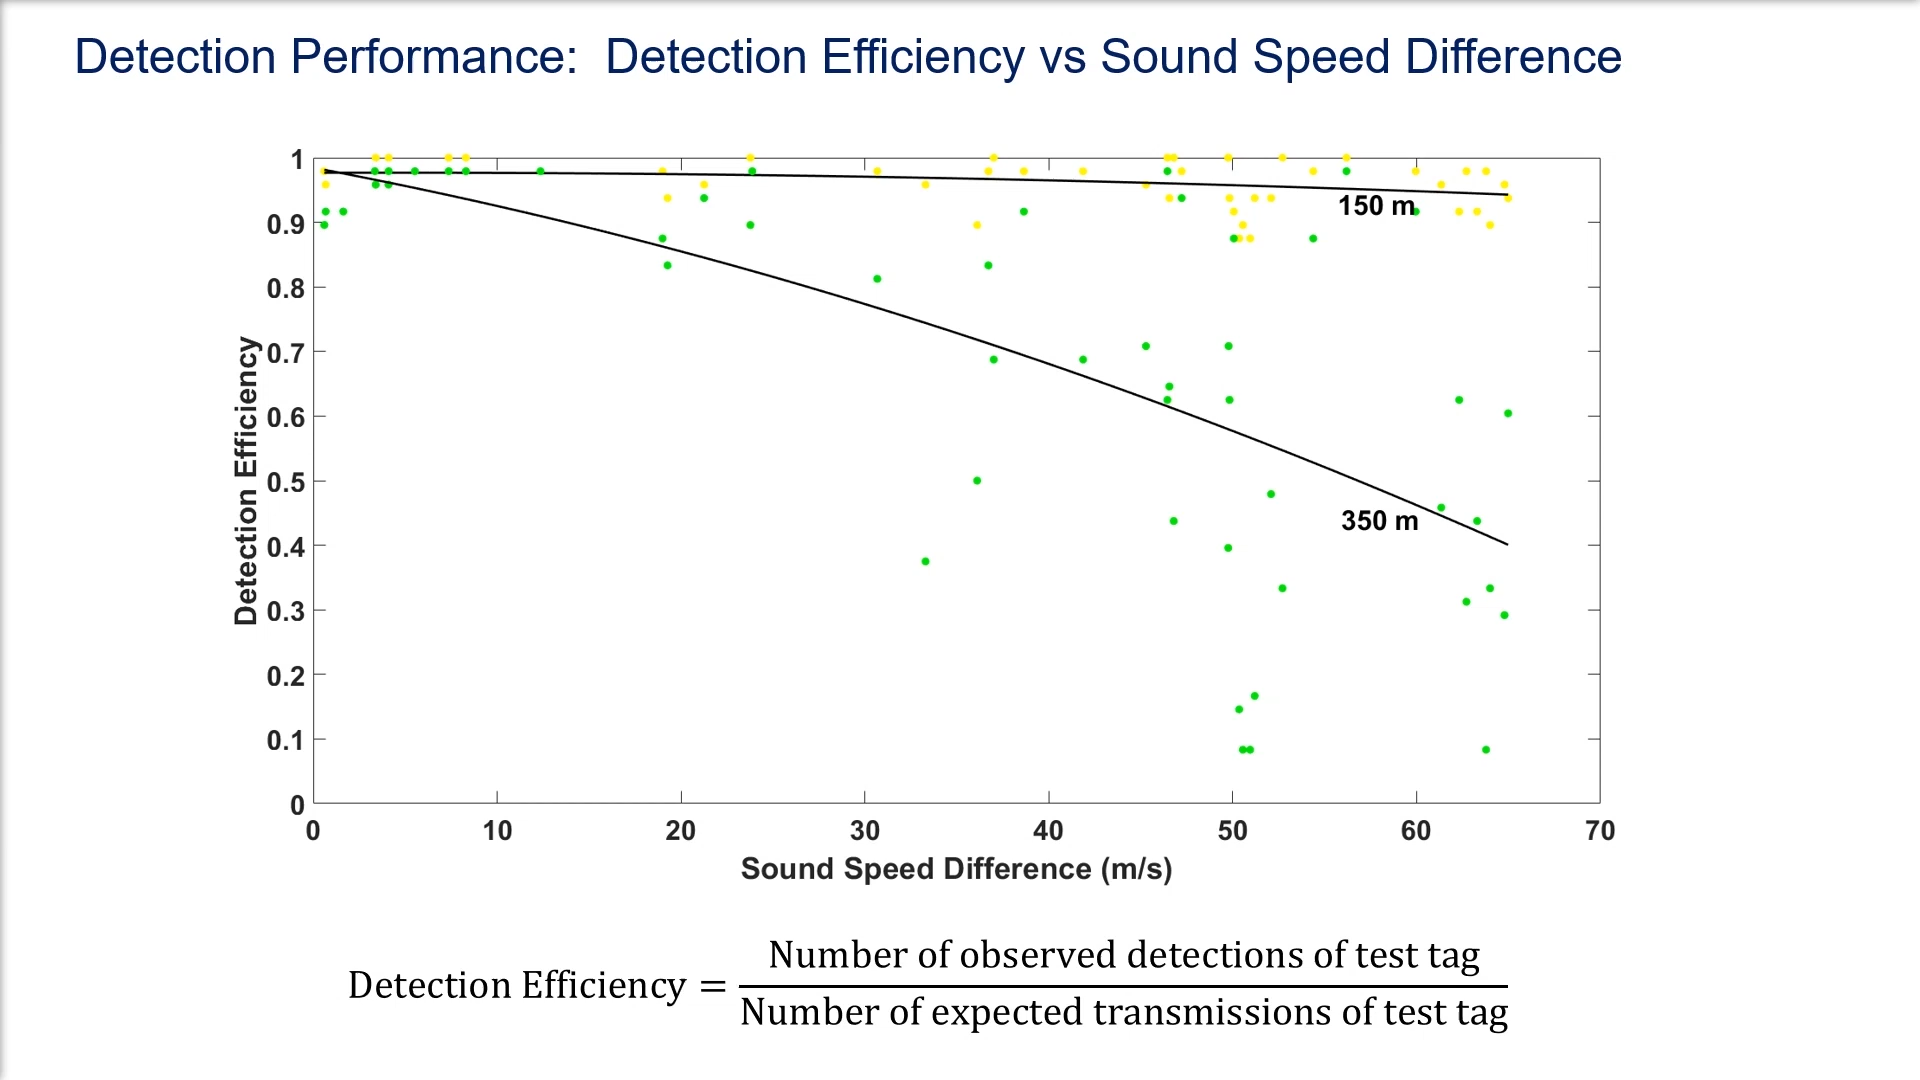 Detection Performance: Detection Efficiency vs Sound Speed Difference
1
0.9
0.8
0.7
0.6
0.5
0.4
0.3
0.2
0.1
0
Detection Efficiency
150 m
350 m
0 10 20 30 40 50 60 70
Sound Speed Difference (m/s)
Number of observed detections of test tag
Detection Efficiency =
Number of expected transmissions of test tag